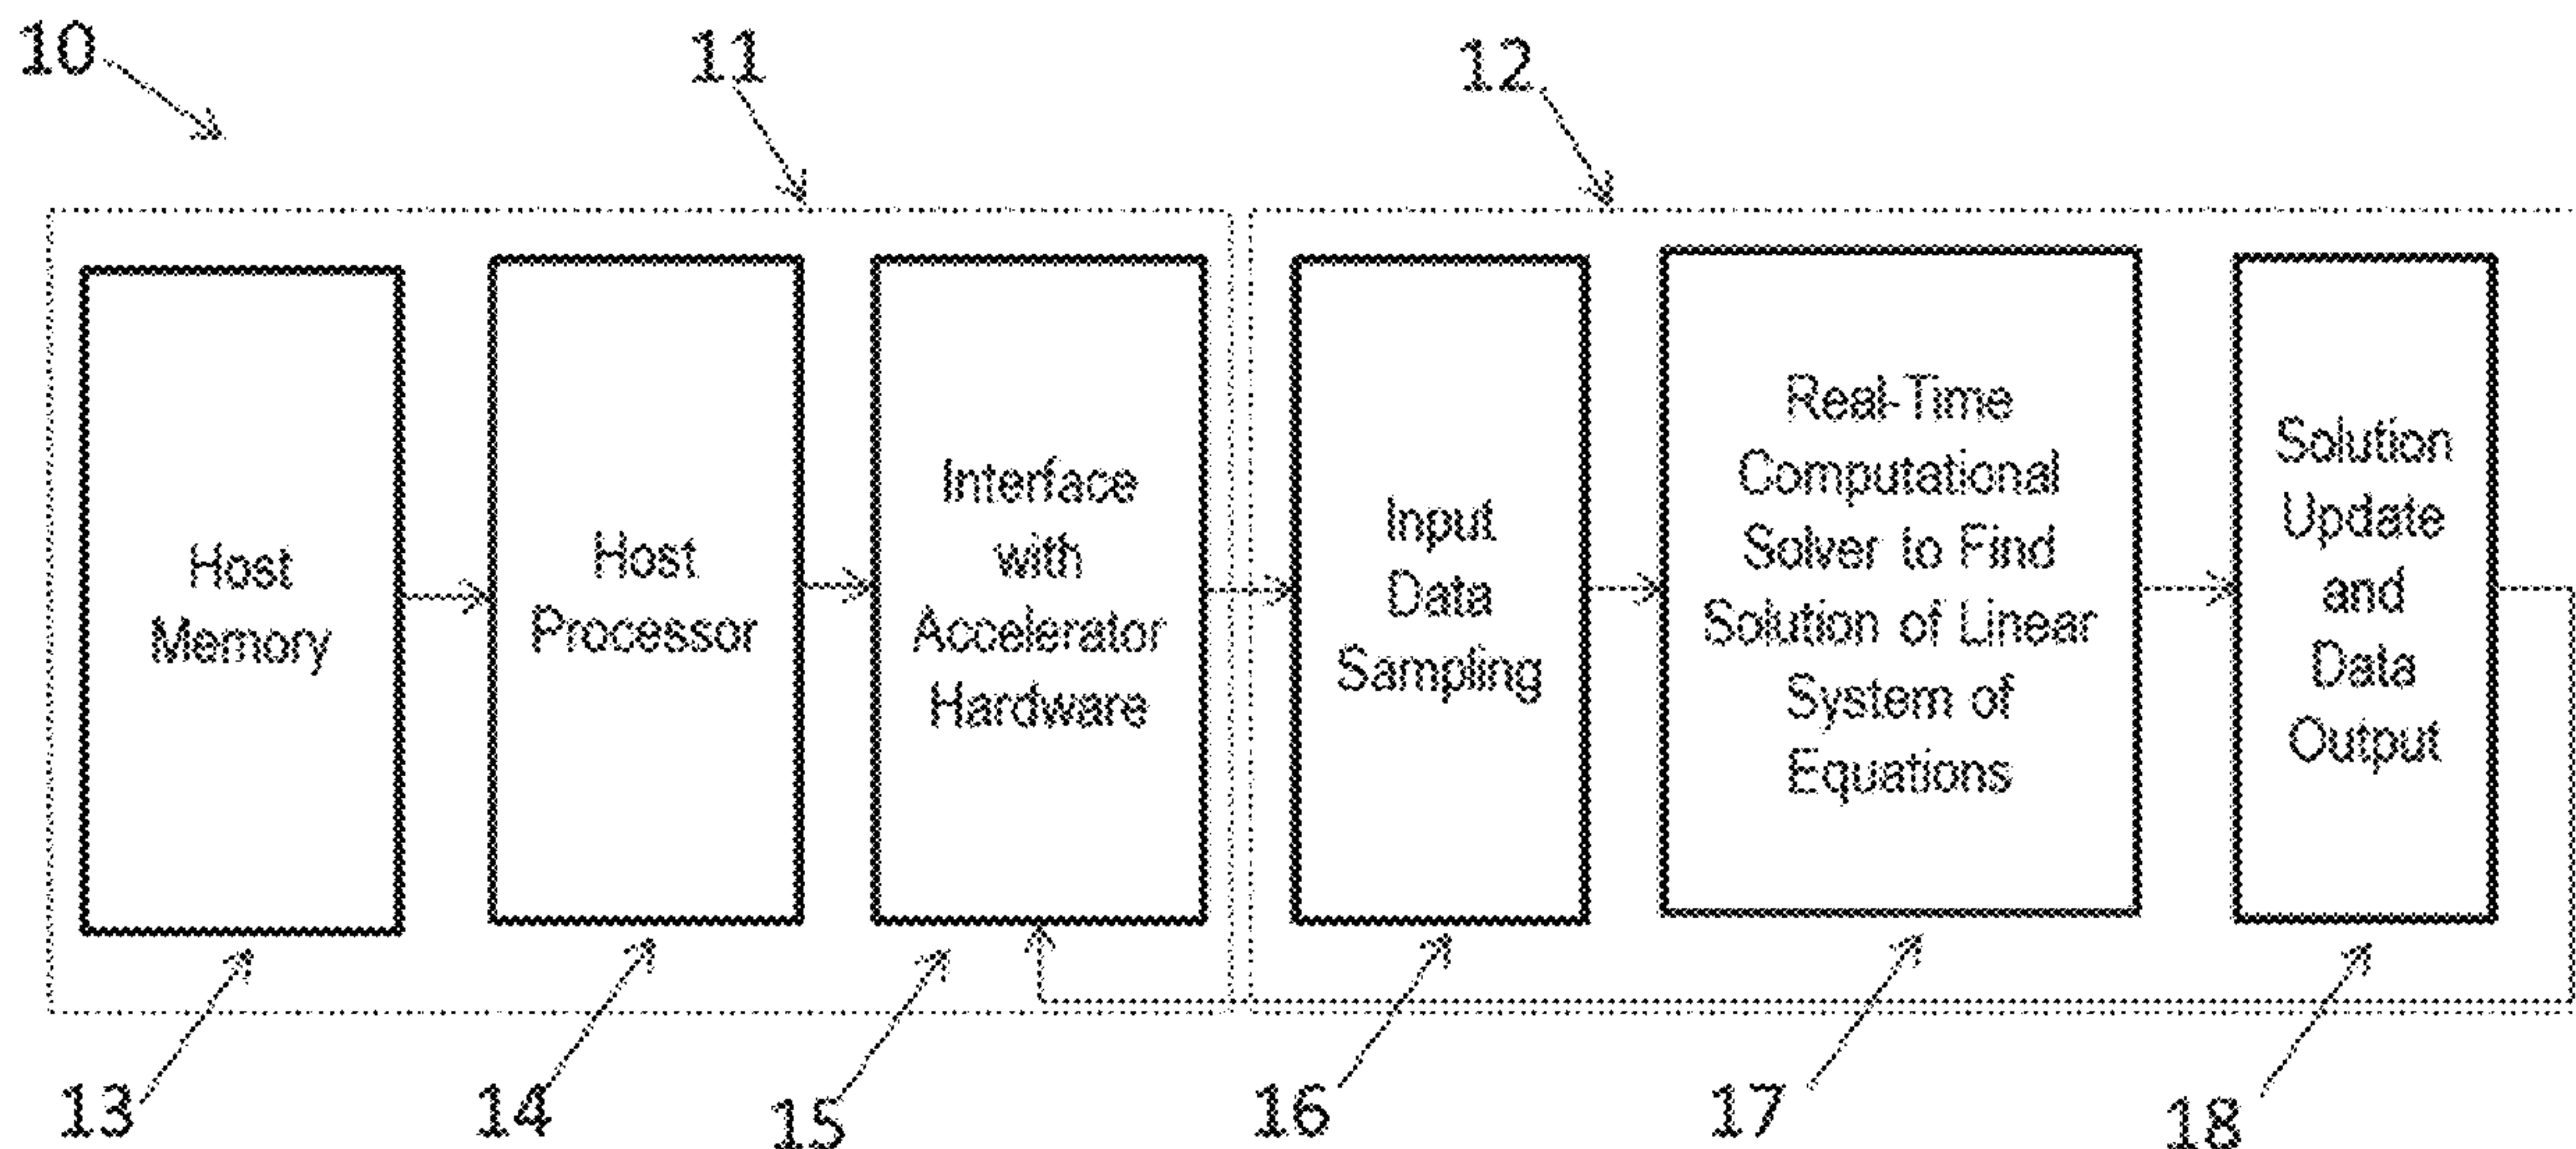 10
11
12
Host
Memory
Host
Processor
Interface
with
Accelerator
Hardware
Input
Data
Sampling
Real-Time
Computational
Solver to Find
Solution of Linear
System of
Equations
Solution
Update
and
Data
Output
13
14
15
16
17
18